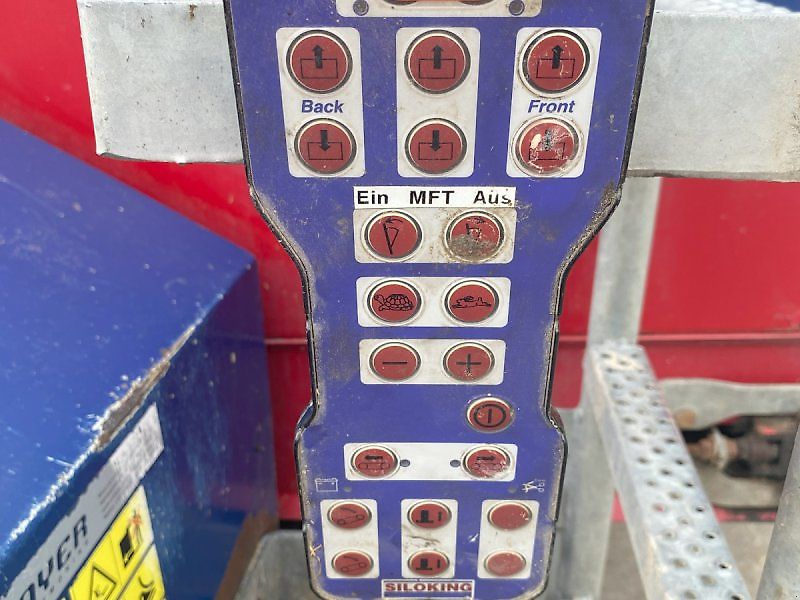 Back
Front
Ein MFT Aus
SILOKING